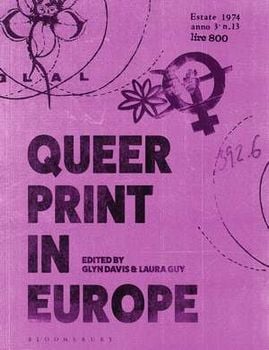 Estate 1974
anno 3° n.13
lire 800
GLAL
892.6
QUEER
PRINT
IN
EDITED BY
GLYN DAVIS & LAURA GUY
EUROPE
BLOOMSBURY